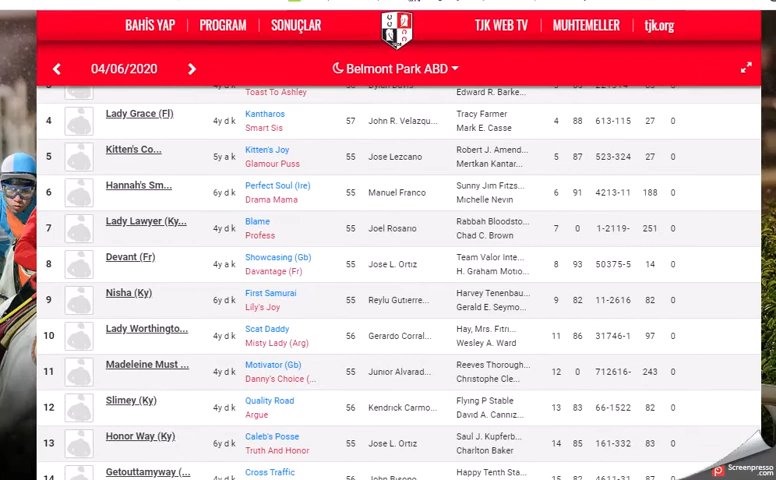 BAHİS YAP | PROGRAM | SONUÇLAR TJK WEB TV | MUHTEMELLER | tjk.org
04/06/2020 Belmont Park ABD
Toast To Ashley Edward R. Barke...
4 Lady Grace (Fl) 4y d k Kantharos 57 John R. Velazqu... Tracy Farmer 4 88 613-115 27 0
Smart Sis Mark E. Casse
5 Kitten's Co... 5y a k Kitten's Joy 55 Jose Lezcano Robert J. Amend... 5 87 523-324 27 0
Glamour Puss Mertkan Kantar...
6 Hannah's Sm... 6y d k Perfect Soul (Ire) 55 Manuel Franco Sunny Jim Fitzs... 6 91 4213-11 188 0
Drama Mama Michelle Nevin
7 Lady Lawyer (Ky... 4y d k Blame 55 Joel Rosario Rabbah Bloodsto... 7 0 1-2119- 251 0
Profess Chad C. Brown
8 Devant (Fr) 4y a k Showcasing (Gb) 55 Jose L. Ortiz Team Valor Inte... 8 93 50375-5 14 0
Davantage (Fr) H. Graham Motio...
9 Nisha (Ky) 6y d k First Samurai 55 Reylu Gutierre... Harvey Tenenbau... 9 82 11-2616 82 0
Lily's Joy Gerald E. Seymo...
10 Lady Worthingto... 4y d k Scat Daddy 56 Gerardo Corral... Hay, Mrs. Fitri... 11 86 31746-1 97 0
Misty Lady (Arg) Wesley A. Ward
11 Madeleine Must ... 4y d k Motivator (Gb) 55 Junior Alvarad... Reeves Thorough... 12 0 712616- 243 0
Danny's Choice (... Christophe Cle...
12 Slimey (Ky) 4y d k Quality Road 56 Kendrick Carmo... Flying P Stable 13 83 66-1522 82 0
Argue David A. Canniz...
13 Honor Way (Ky) 6y d k Caleb's Posse 55 Jose L. Ortiz Saul J. Kupferb... 14 85 161-332 83 0
Truth And Honor Charlton Baker
14 Getouttamyway (... 4y d k Cross Traffic Happy Tenth Sta...
Screenpresso.com